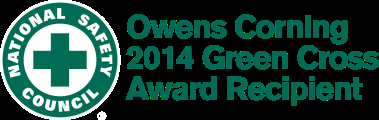 NATIONAL SAFETY
COUNCIL
®
Owens Corning
2014 Green Cross
Award Recipient